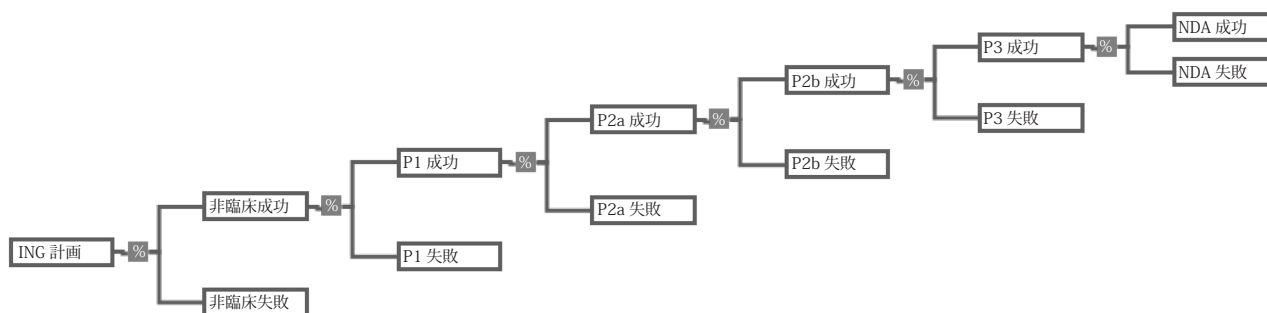 NDA 成功
P3 成功
%
NDA 失敗
P2b 成功
%
P2a 成功
%
P3 失敗
P1 成功
%
P2b 失敗
非臨床成功
%
P2a 失敗
ING 計画
%
P1 失敗
非臨床失敗